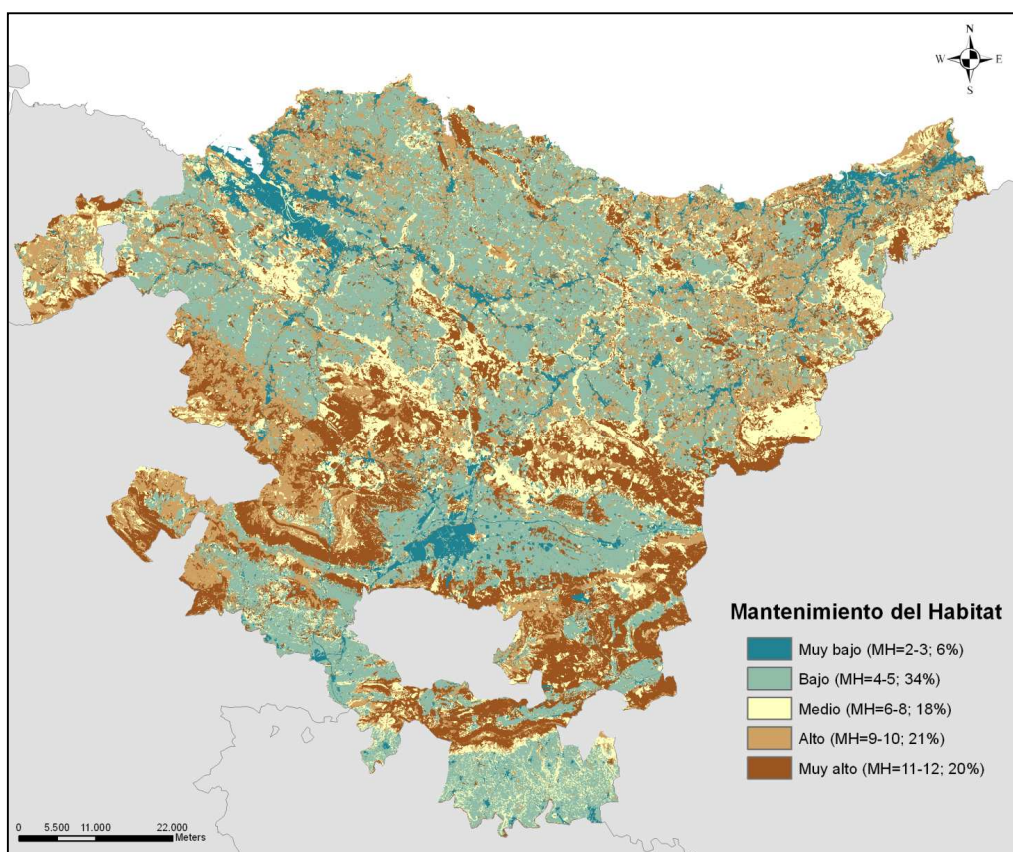 N
W E
S
Mantenimiento del Habitat
Muy bajo (MH=2-3; 6%)
Bajo (MH=4-5; 34%)
Medio (MH=6-8; 18%)
Alto (MH=9-10; 21%)
Muy alto (MH=11-12; 20%)
0 5.500 11.000 22.000
Meters